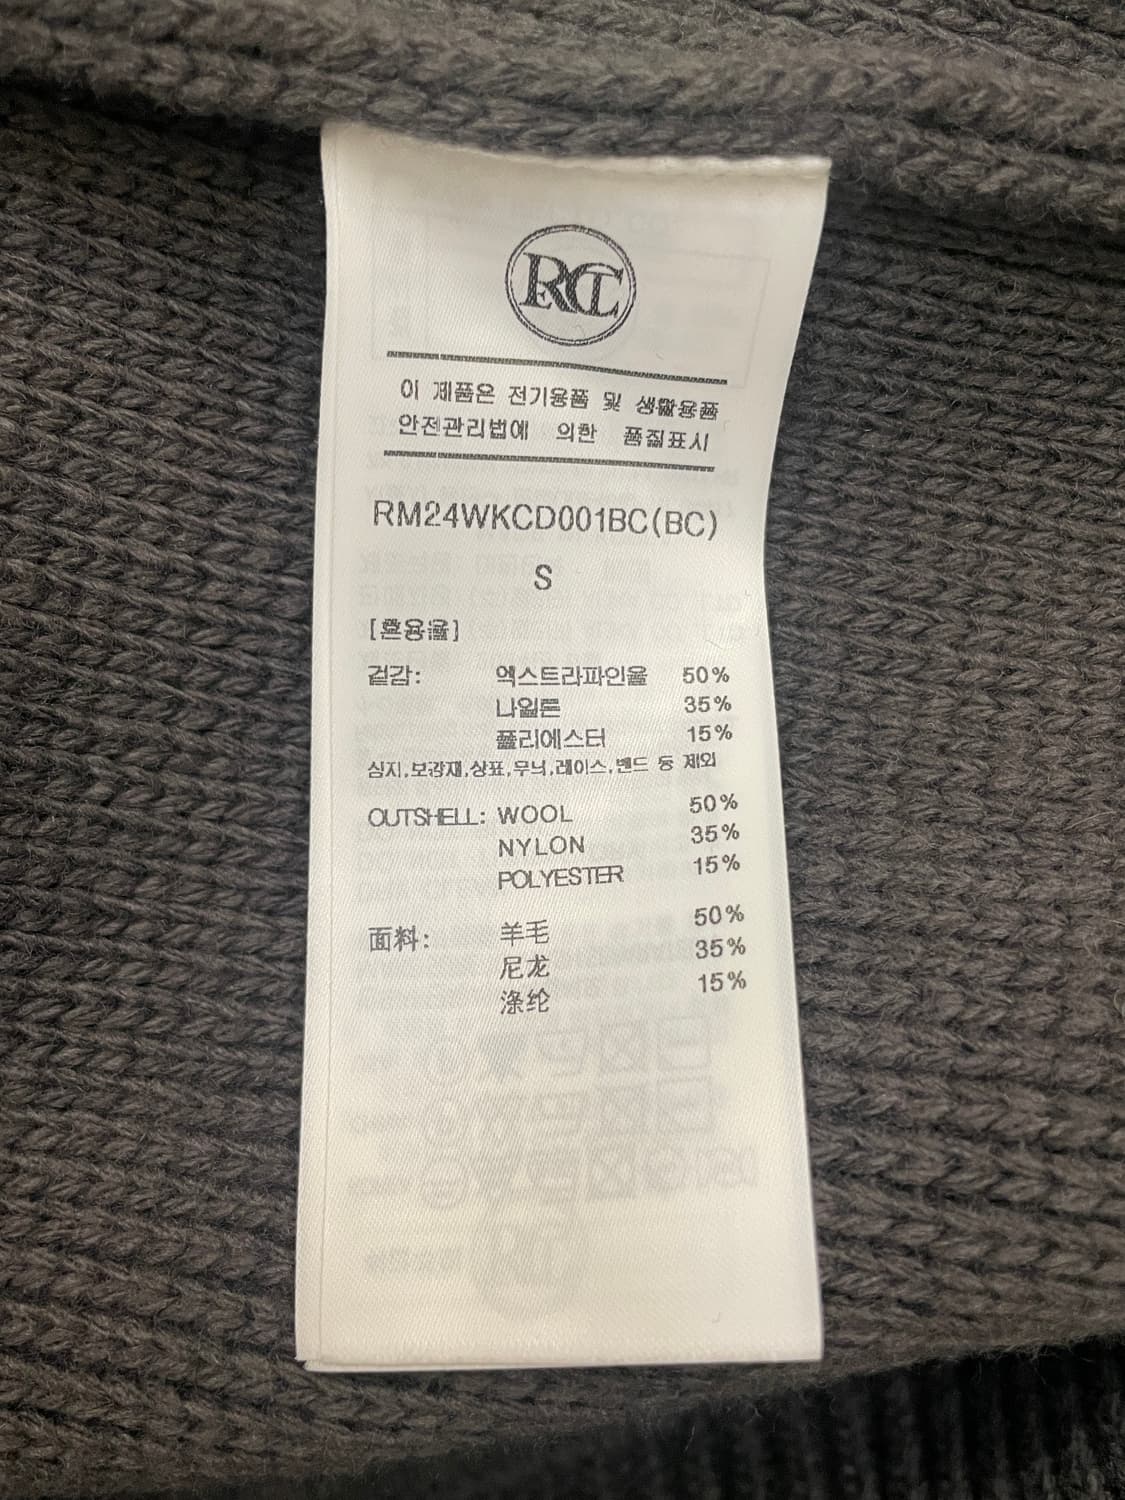 RCT
이 제품은 전기용품 및 생활용품
안전관리법에 의한 품질표시
RM24WKCD001BC(BC)
S
[혼용율]
겉감: 엑스트라파인울 50%
나일론 35%
폴리에스터 15%
심지,보강재,상표,무늬,레이스,밴드 등 제외
OUTSHELL: WOOL 50%
NYLON 35%
POLYESTER 15%
面料: 羊毛 50%
尼龙 35%
涤纶 15%